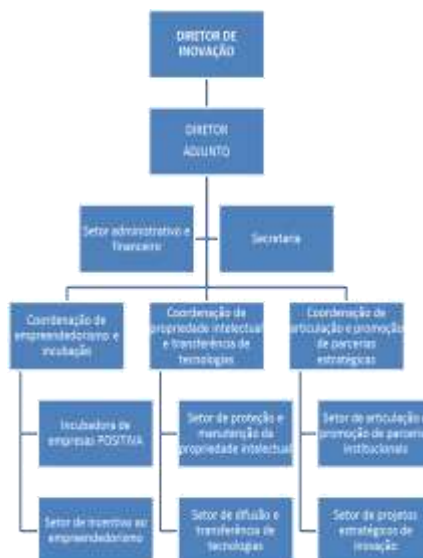 DIRETOR DE
INOVAÇÃO
DIRETOR
ADJUNTO
Setor administrativo e
financeiro
Secretaria
Coordenação de
empreendedorismo e
incubação
Coordenação de
propriedade intelectual
e transferência de
tecnologias
Coordenação de
articulação e promoção
de parcerias
estratégicas
Incubadora de
empresas POSITIVA
Setor de proteção e
manutenção da
propriedade intelectual
Setor de articulação e
promoção de parcerias
institucionais
Setor de incentivo ao
empreendedorismo
Setor de difusão e
transferência de
tecnologias
Setor de projetos
estratégicos de
inovação